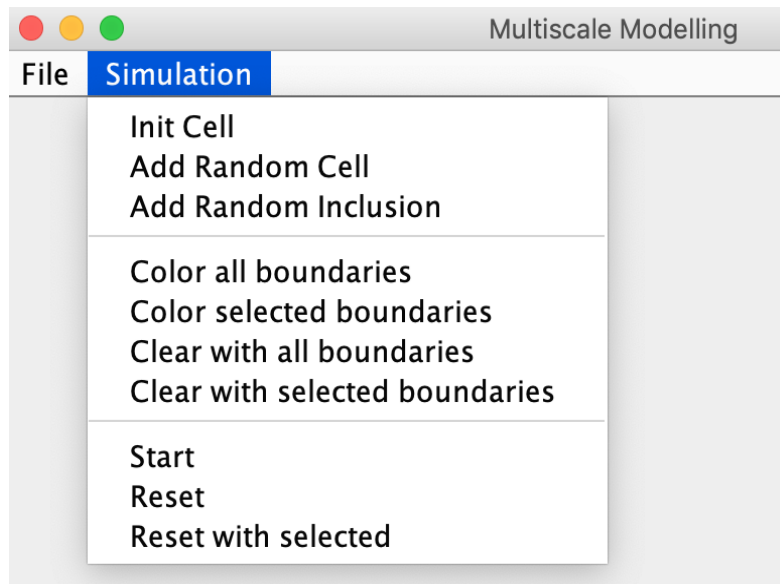 Multiscale Modelling
File Simulation
Init Cell
Add Random Cell
Add Random Inclusion
Color all boundaries
Color selected boundaries
Clear with all boundaries
Clear with selected boundaries
Start
Reset
Reset with selected